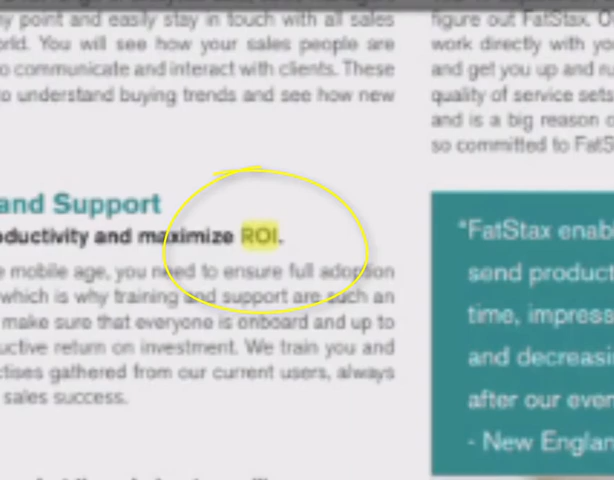 ny point and easily stay in touch with all sales
orld. You will see how your sales people are
o communicate and interact with clients. These
to understand buying trends and see how new
and Support
oductivity and maximize ROI.
e mobile age, you need to ensure full adoption
which is why training and support are such an
make sure that everyone is onboard and up to
uctive return on investment. We train you and
ctises gathered from our current users, always
sales success.
figure out FatStax. O
work directly with yo
and get you up and ru
quality of service sets
and is a big reason
so committed to FatS
"FatStax enab
send product
time, impress
and decreasi
after our even
- New Englan